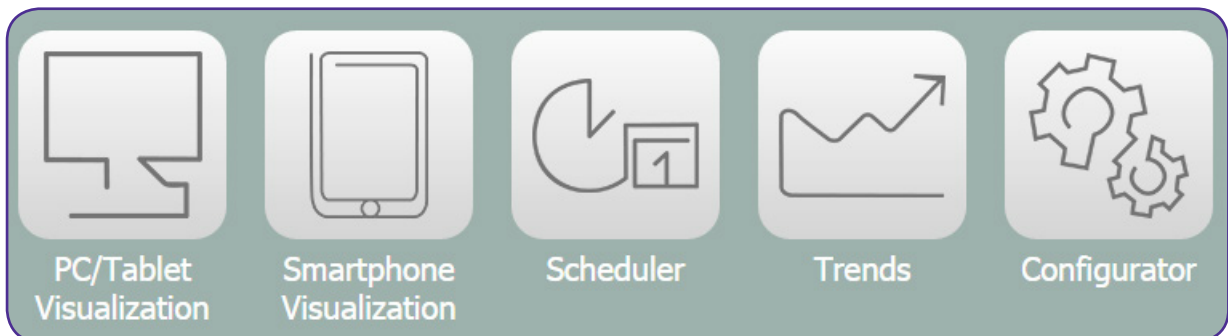 1
PC/Tablet
Visualization
Smartphone
Visualization
Scheduler
Trends
Configurator